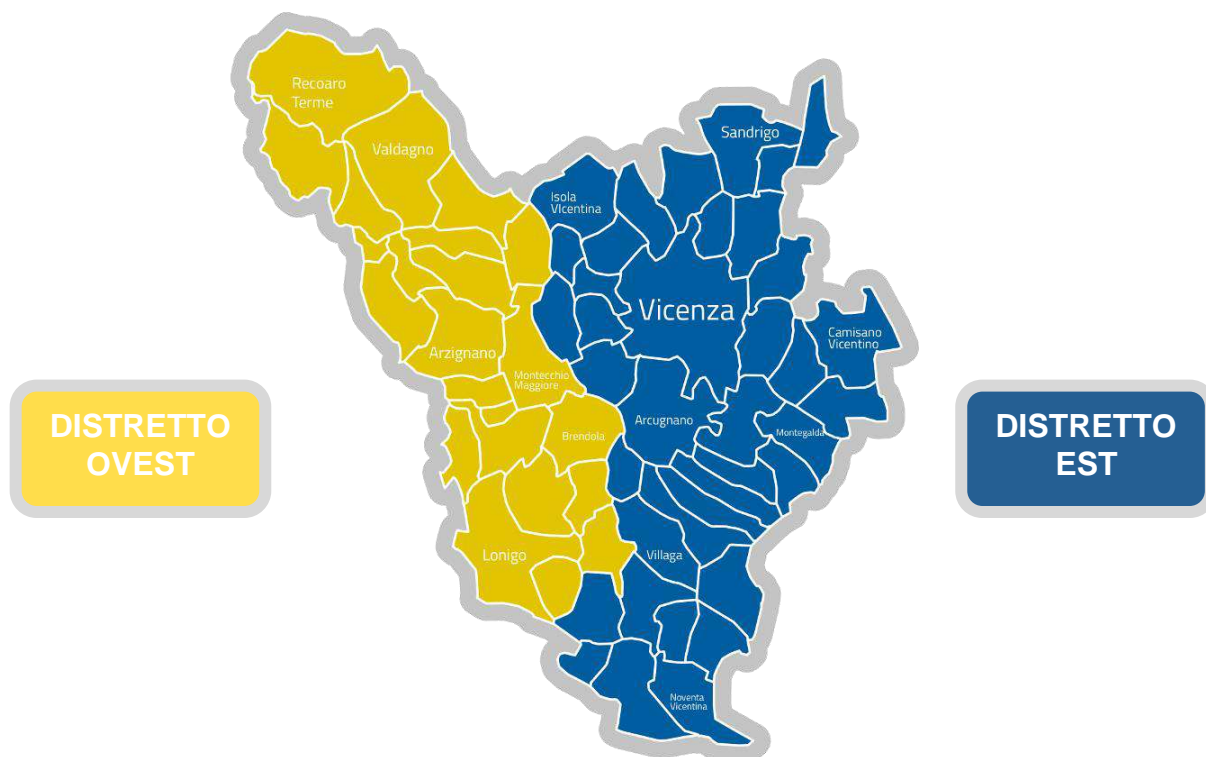 Recoaro
Terme
Valdagno
Sandrigo
Isola
VIcentina
Vicenza
Camisano
Vicentino
Arzignano
Montecchio
Maggiore
DISTRETTO
OVEST
Brendola
Arcugnano
Montegalda
DISTRETTO
EST
Lonigo
Villaga
Noventa
Vicentina